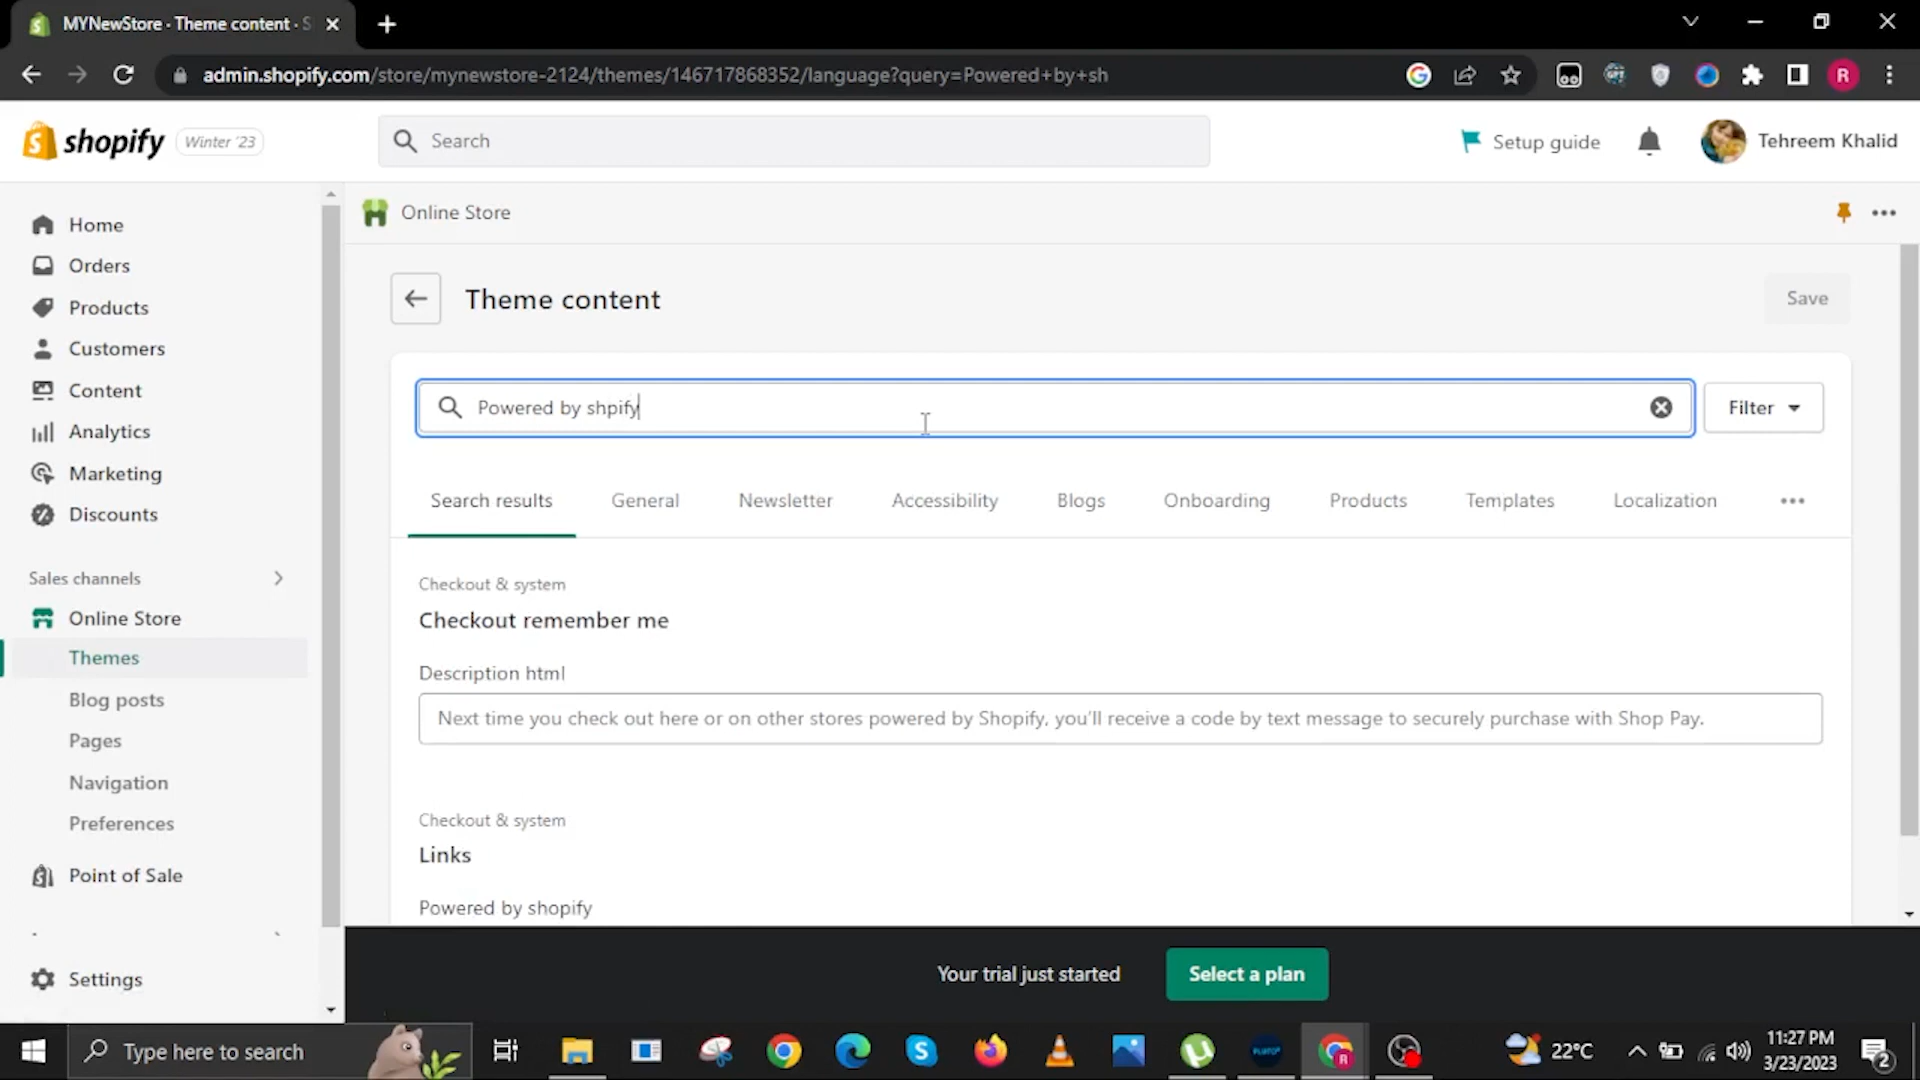 MYNewStore · Theme content · S
admin.shopify.com/store/mynewstore-2124/themes/146717868352/language?query=Powered+by+sh
R
shopify
Winter '23
Search
Setup guide
Tehreem Khalid
Home
Orders
Products
Customers
Content
Analytics
Marketing
Discounts
Sales channels
Online Store
Themes
Blog posts
Pages
Navigation
Preferences
Point of Sale
Settings
Online Store
Theme content
Save
Powered by shpify
Filter
Search results
General
Newsletter
Accessibility
Blogs
Onboarding
Products
Templates
Localization
Checkout & system
Checkout remember me
Description html
Next time you check out here or on other stores powered by Shopify, you'll receive a code by text message to securely purchase with Shop Pay.
Checkout & system
Links
Powered by shopify
Your trial just started
Select a plan
Type here to search
22°C
11:27 PM
3/23/2023
2